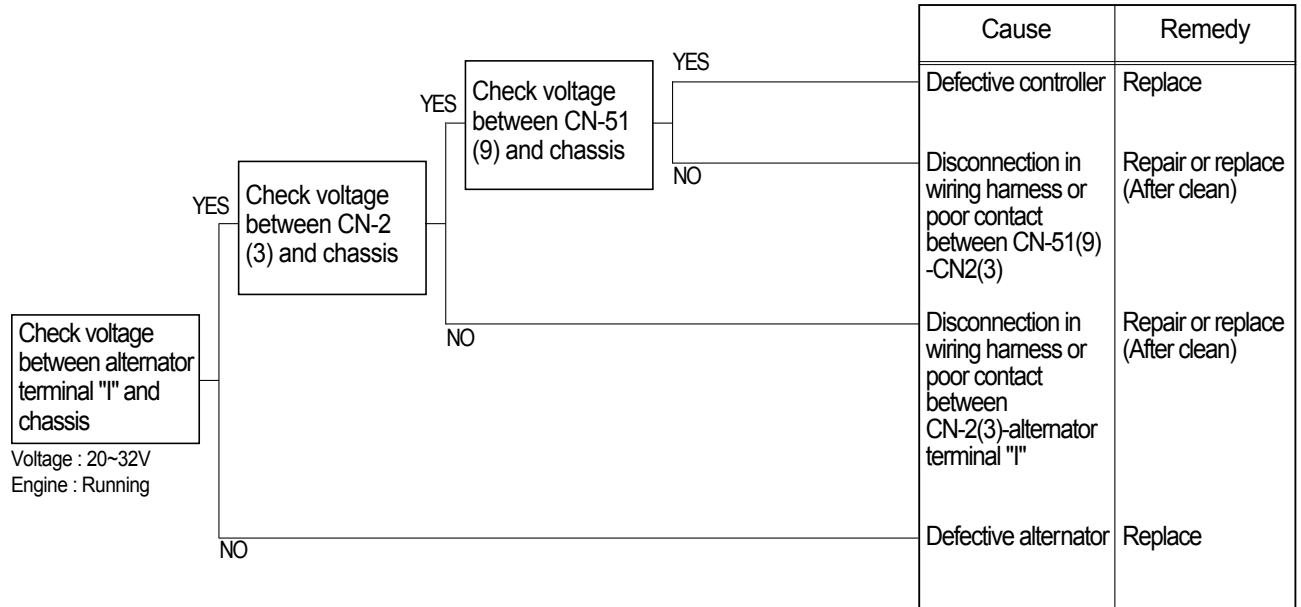 Cause
Remedy
YES
Defective controller
Replace
Check voltage
between CN-51
(9) and chassis
YES
NO
Disconnection in
wiring harness or
poor contact
between CN-51(9)
-CN2(3)
Repair or replace
(After clean)
Check voltage
between CN-2
(3) and chassis
YES
NO
Disconnection in
wiring harness or
poor contact
between
CN-2(3)-alternator
terminal "I"
Repair or replace
(After clean)
Check voltage
between alternator
terminal "I" and
chassis
Voltage : 20~32V
Engine : Running
NO
Defective alternator
Replace